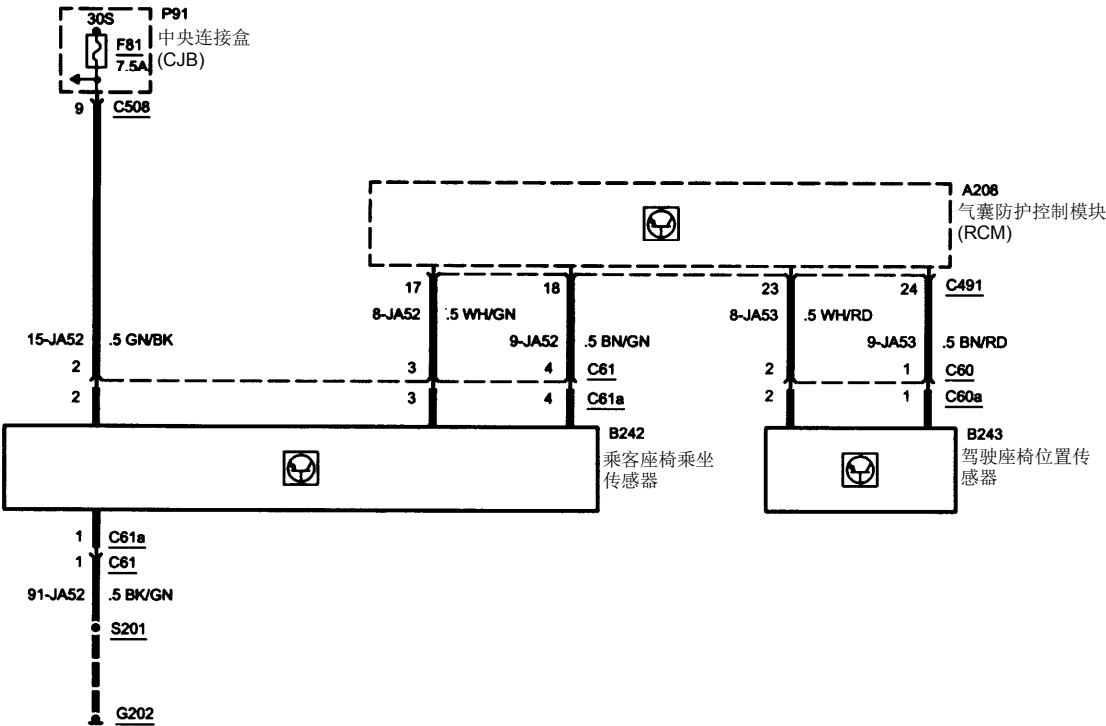 30S
P91
中央连接盒
(CJB)
F81
7.5A
9
C508
A208
气囊防护控制模块
(RCM)
17
18
23
24
C491
8-JA52
.5 WH/GN
8-JA53
.5 WH/RD
15-JA52
.5 GN/BK
9-JA52
.5 BN/GN
9-JA53
.5 BN/RD
2
3
4
C61
2
1
C60
2
3
4
C61a
2
1
C60a
B242
乘客座椅乘坐
传感器
B243
驾驶座椅位置传
感器
1
C61a
1
C61
91-JA52
.5 BK/GN
S201
G202